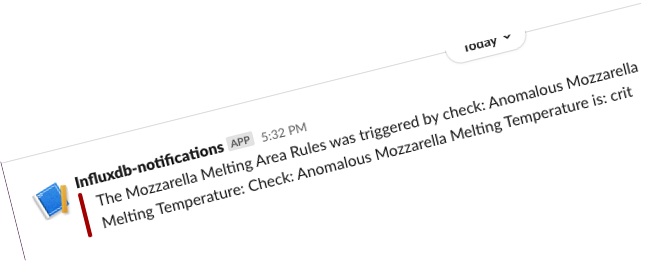 Today
Influxdb-notifications APP 5:32 PM
The Mozzarella Melting Area Rules was triggered by check: Anomalous Mozzarella
Melting Temperature: Check: Anomalous Mozzarella Melting Temperature is: crit